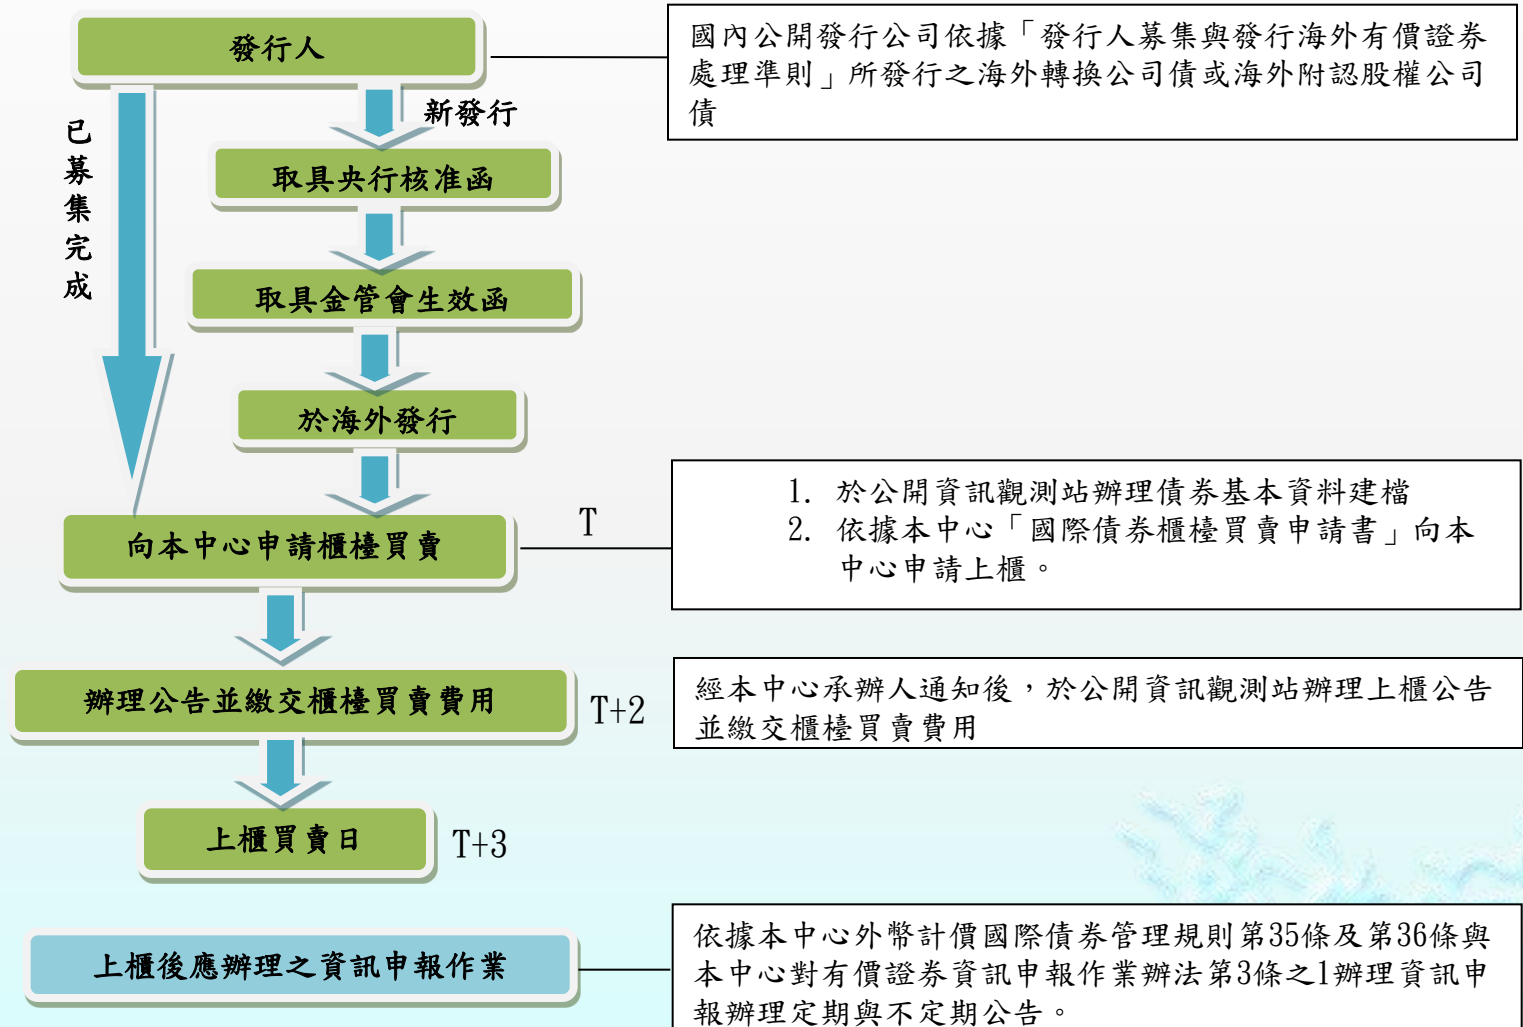 發行人
國內公開發行公司依據「發行人募集與發行海外有價證券
處理準則」所發行之海外轉換公司債或海外附認股權公司
債
已募集完成
新發行
取具央行核准函
取具金管會生效函
於海外發行
向本中心申請櫃檯買賣
T
1. 於公開資訊觀測站辦理債券基本資料建檔
2. 依據本中心「國際債券櫃檯買賣申請書」向本
中心申請上櫃。
辦理公告並繳交櫃檯買賣費用
T+2
經本中心承辦人通知後，於公開資訊觀測站辦理上櫃公告
並繳交櫃檯買賣費用
上櫃買賣日
T+3
上櫃後應辦理之資訊申報作業
依據本中心外幣計價國際債券管理規則第35條及第36條與
本中心對有價證券資訊申報作業辦法第3條之1辦理資訊申
報辦理定期與不定期公告。